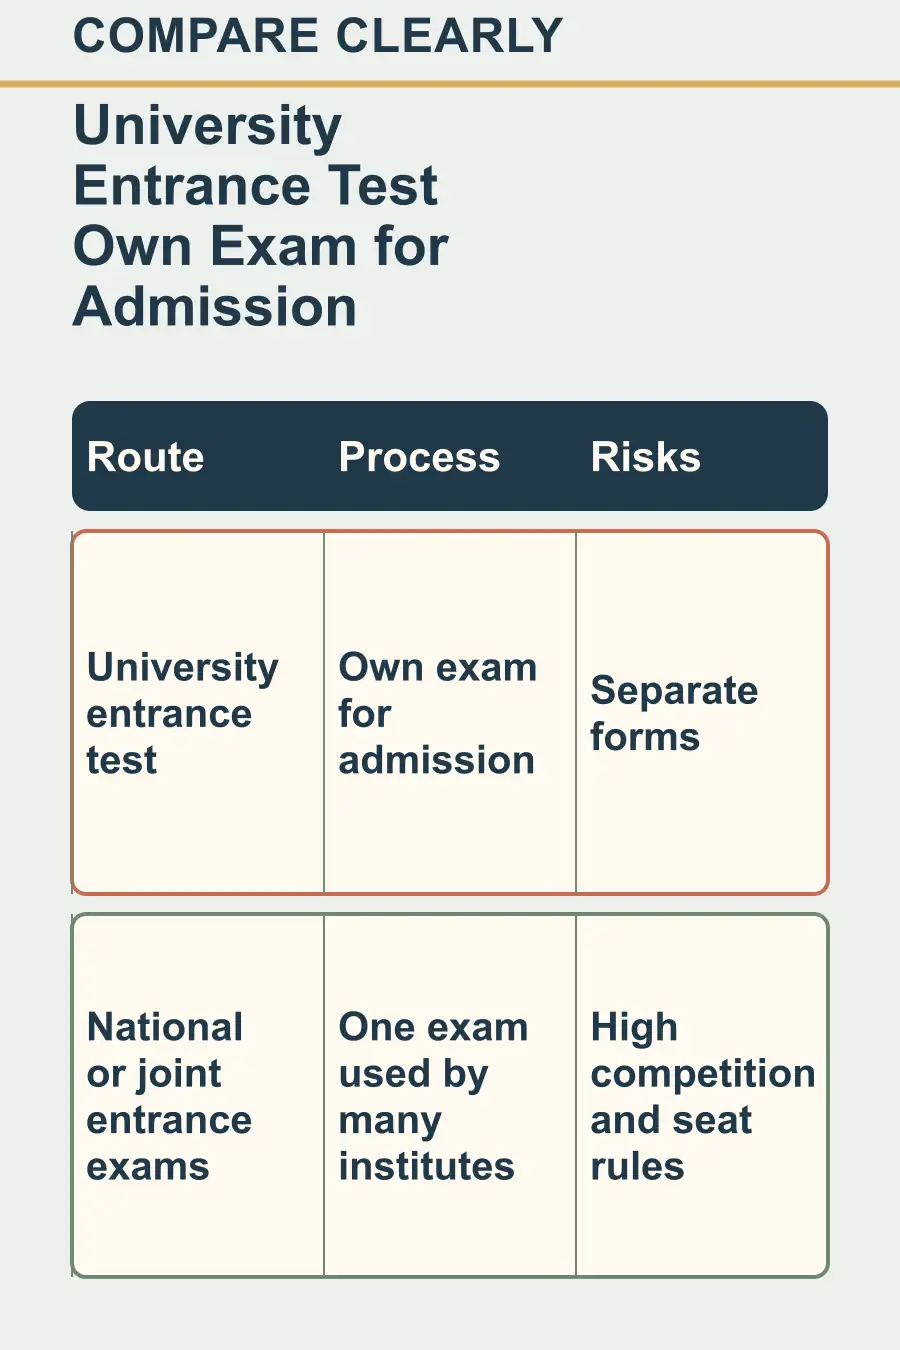 COMPARE CLEARLY
University
Entrance Test
Own Exam for
Admission
Route Process Risks
University
entrance
test
Own exam
for
admission
Separate
forms
National
or joint
entrance
exams
One exam
used by
many
institutes
High
competition
and seat
rules